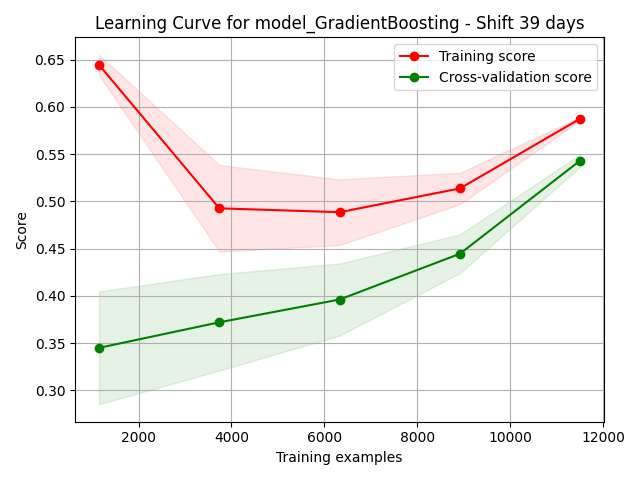 Learning Curve for model_GradientBoosting - Shift 39 days
Training score
Cross-validation score
Score
0.65
0.60
0.55
0.50
0.45
0.40
0.35
0.30
2000 4000 6000 8000 10000 12000
Training examples